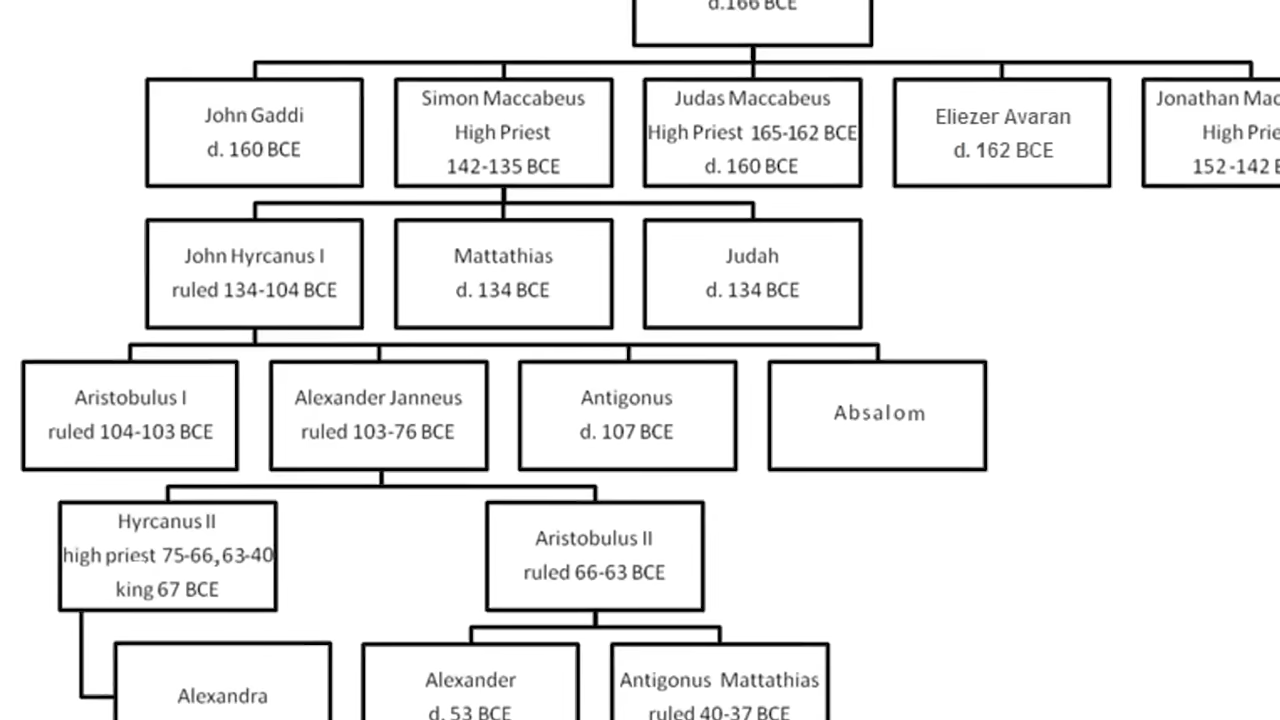 d.166 BCE
John Gaddi
d. 160 BCE
Simon Maccabeus
High Priest
142-135 BCE
Judas Maccabeus
High Priest 165-162 BCE
d. 160 BCE
Eliezer Avaran
d. 162 BCE
Jonathan
High
152-142
John Hyrcanus I
ruled 134-104 BCE
Mattathias
d. 134 BCE
Judah
d. 134 BCE
Aristobulus I
ruled 104-103 BCE
Alexander Janneus
ruled 103-76 BCE
Antigonus
d. 107 BCE
Absalom
Hyrcanus II
high priest 75-66, 63-40
king 67 BCE
Aristobulus II
ruled 66-63 BCE
Alexandra
Alexander
d. 53 BCE
Antigonus Mattathias
ruled 40-37 BCE